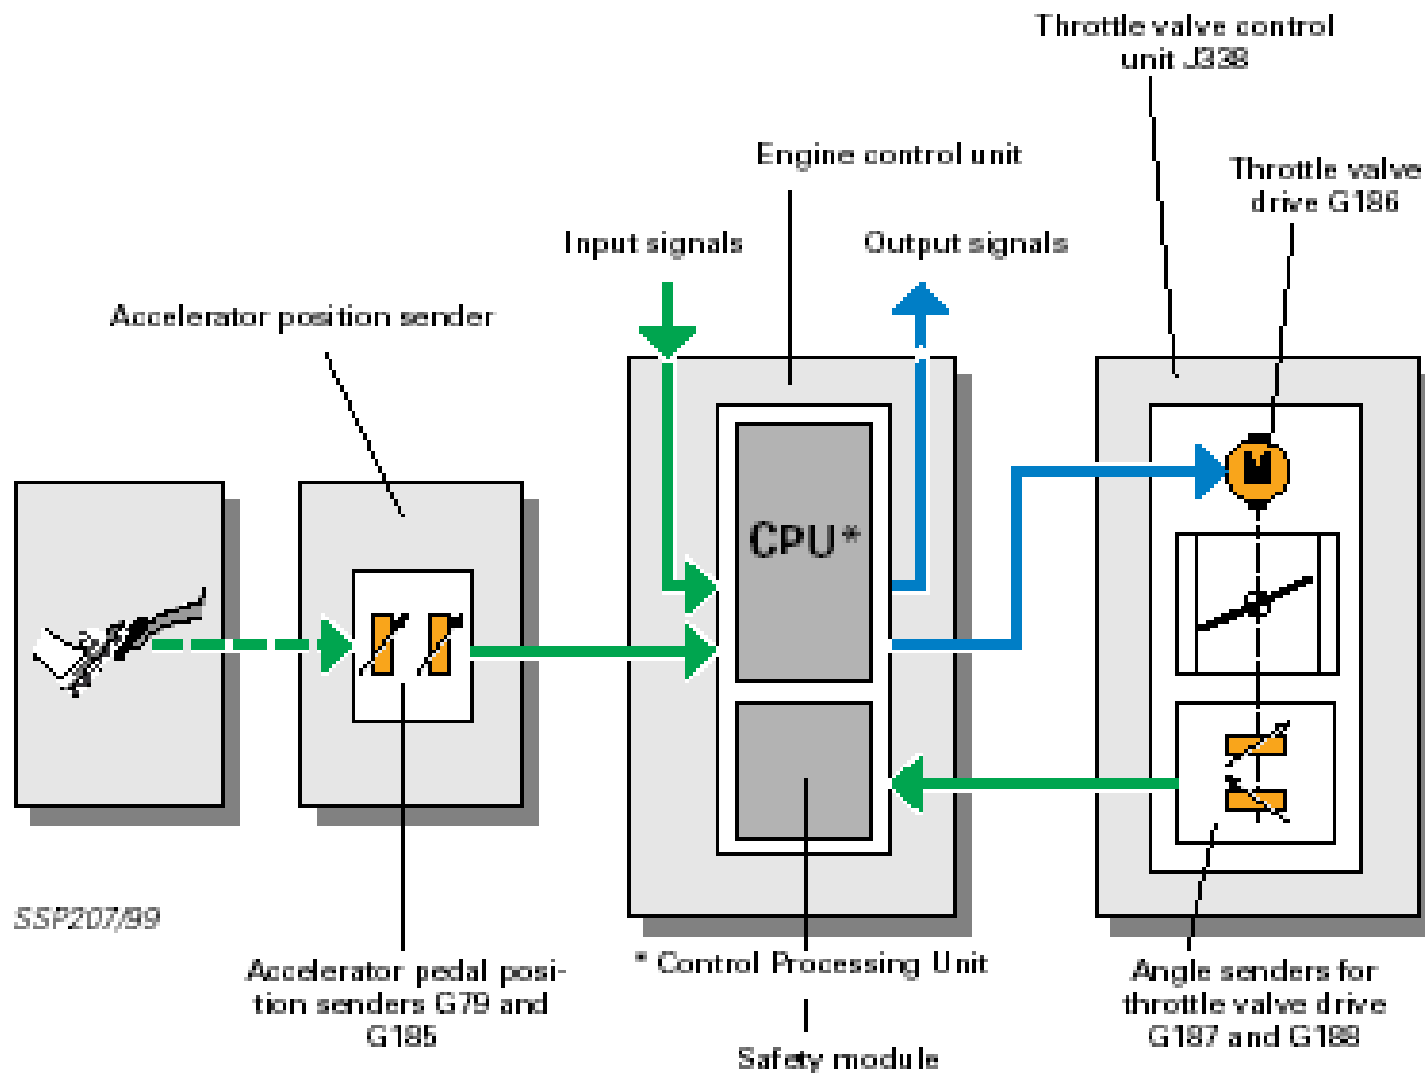 Throttle valve control
unit J338
Engine control unit
Throttle valve
drive G186
Input signals
Output signals
Accelerator position sender
CPU*
M
SSP207/99
Accelerator pedal posi-
tion senders G79 and
G185
* Control Processing Unit
Safety module
Angle senders for
throttle valve drive
G187 and G188